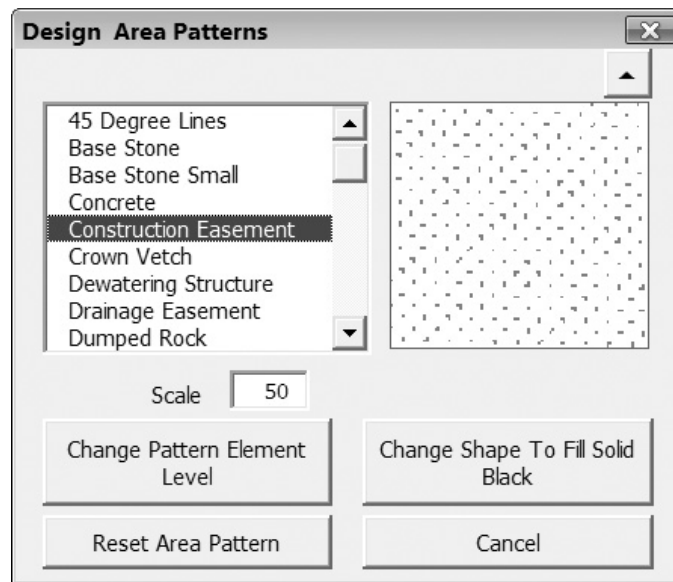 Design Area Patterns
45 Degree Lines
Base Stone
Base Stone Small
Concrete
Construction Easement
Crown Vetch
Dewatering Structure
Drainage Easement
Dumped Rock
Scale 50
Change Pattern Element
Level
Change Shape To Fill Solid
Black
Reset Area Pattern
Cancel